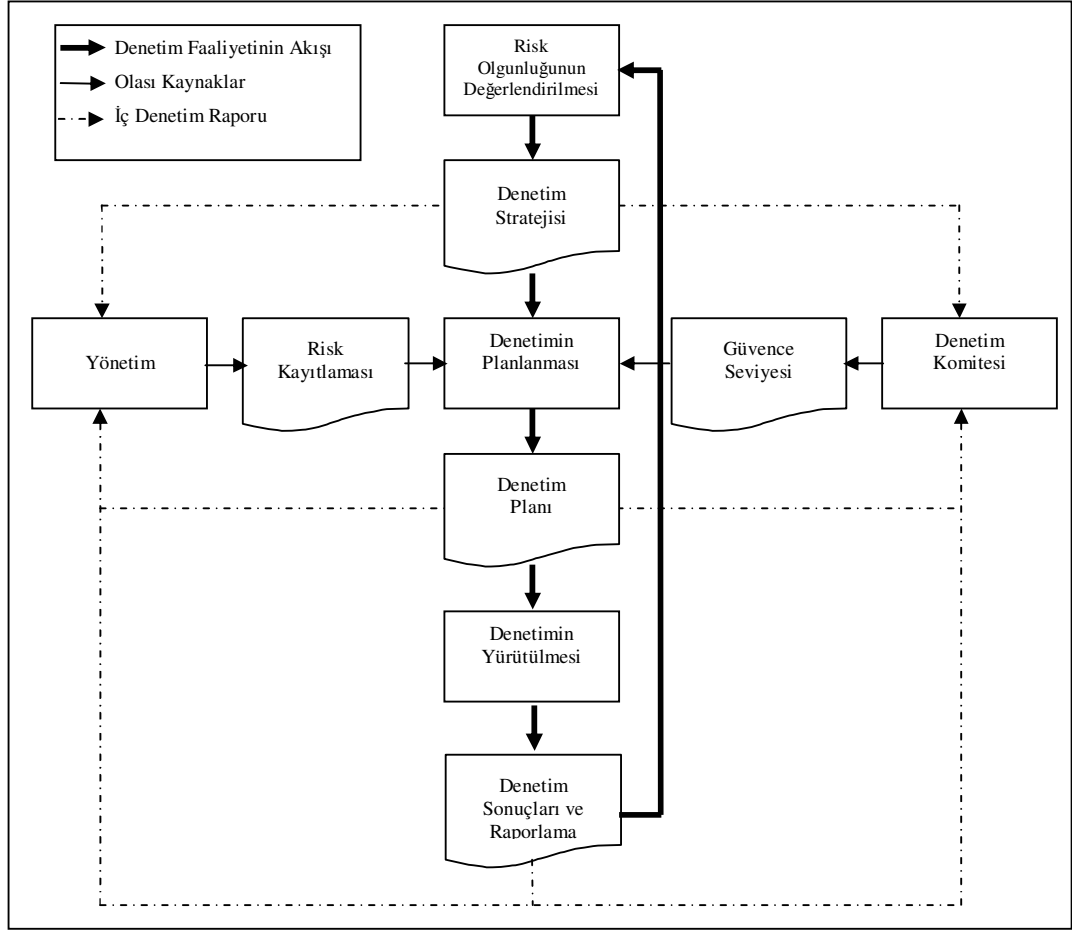 Denetim Faaliyetinin Akışı
Olası Kaynaklar
İç Denetim Raporu
Risk
Olgunluğunun
Değerlendirilmesi
Denetim
Stratejisi
Yönetim
Risk
Kayıtlaması
Denetimin
Planlanması
Güvence
Seviyesi
Denetim
Komitesi
Denetim
Planı
Denetimin
Yürütülmesi
Denetim
Sonuçları ve
Raporlama